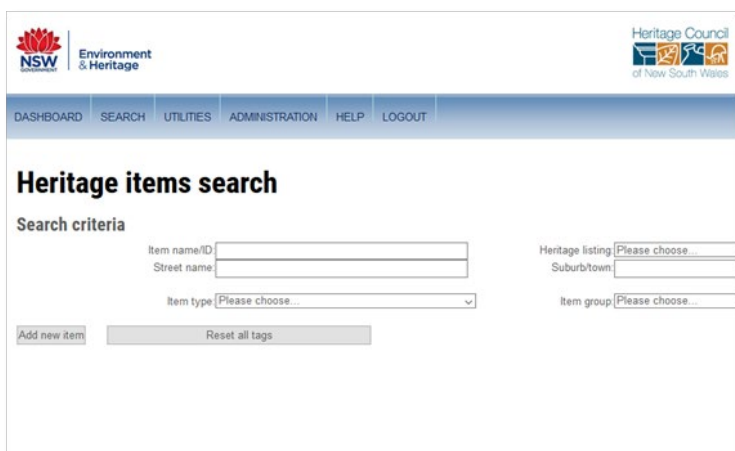 Heritage Council
NSW
GOVERNMENT
Environment
& Heritage
of New South Wales
DASHBOARD SEARCH UTILITIES ADMINISTRATION HELP LOGOUT
Heritage items search
Search criteria
Item name/ID: Heritage listing: Please choose...
Street name: Suburb/town:
Item type: Please choose... Item group: Please choose...
Add new item Reset all tags